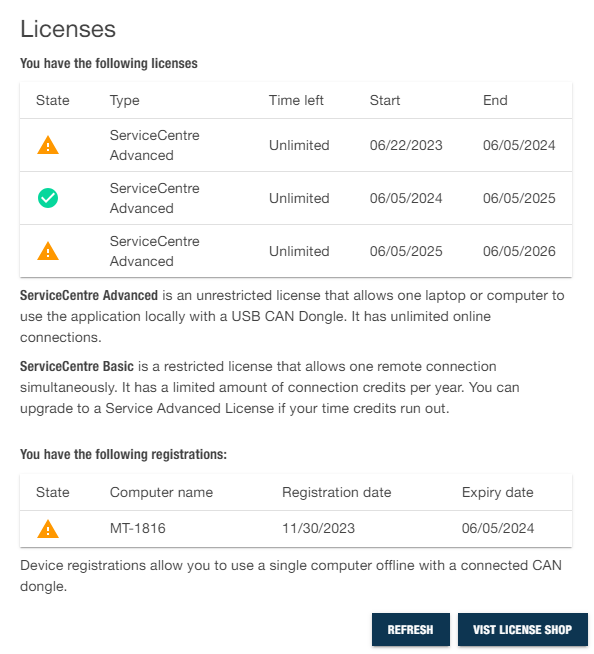 Licenses
You have the following licenses
State Type Time left Start End
ServiceCentre Advanced Unlimited 06/22/2023 06/05/2024
ServiceCentre Advanced Unlimited 06/05/2024 06/05/2025
ServiceCentre Advanced Unlimited 06/05/2025 06/05/2026
ServiceCentre Advanced is an unrestricted license that allows one laptop or computer to
use the application locally with a USB CAN Dongle. It has unlimited online
connections.
ServiceCentre Basic is a restricted license that allows one remote connection
simultaneously. It has a limited amount of connection credits per year. You can
upgrade to a Service Advanced License if your time credits run out.
You have the following registrations:
State Computer name Registration date Expiry date
MT-1816 11/30/2023 06/05/2024
Device registrations allow you to use a single computer offline with a connected CAN
dongle.
REFRESH VIST LICENSE SHOP